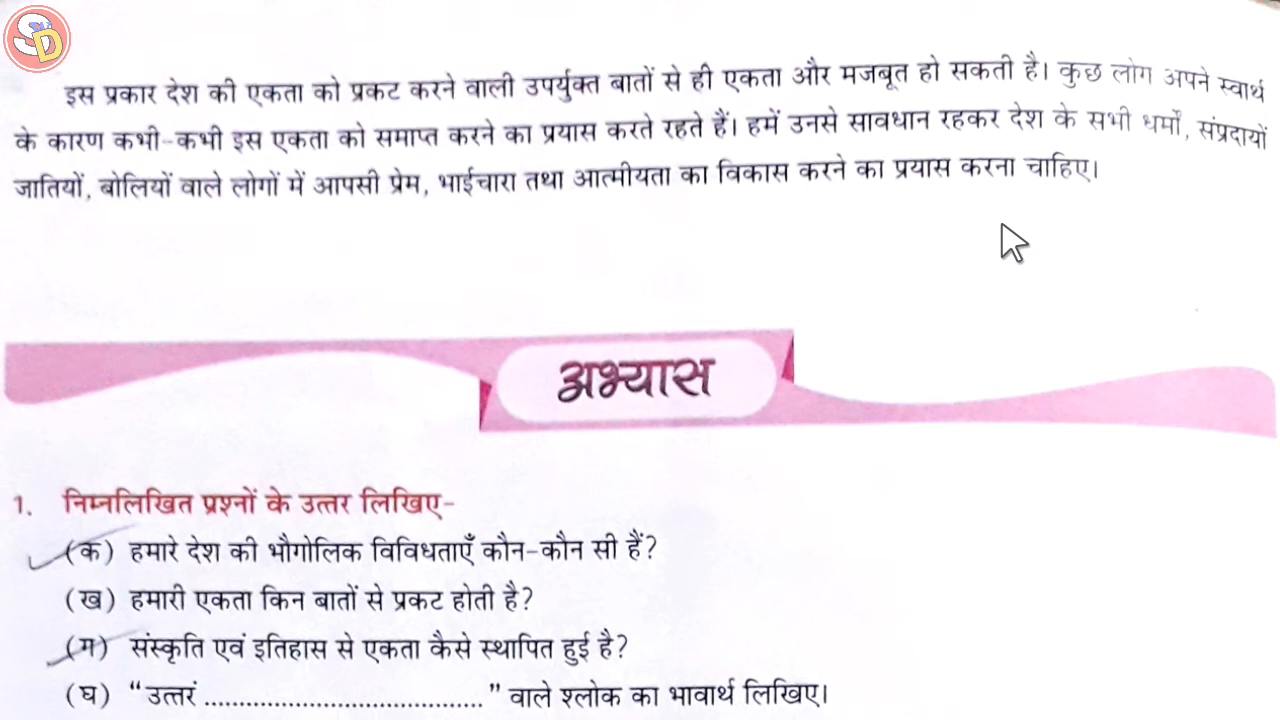 SD
इस प्रकार देश की एकता को प्रकट करने वाली उपर्युक्त बातों से ही एकता और मजबूत हो सकती है। कुछ लोग अपने स्वार्थ
के कारण कभी-कभी इस एकता को समाप्त करने का प्रयास करते रहते हैं। हमें उनसे सावधान रहकर देश के सभी धर्मों, संप्रदायों
जातियों, बोलियों वाले लोगों में आपसी प्रेम, भाईचारा तथा आत्मीयता का विकास करने का प्रयास करना चाहिए।
अभ्यास
1. निम्नलिखित प्रश्नों के उत्तर लिखिए-
(क) हमारे देश की भौगोलिक विविधताएँ कौन-कौन सी हैं?
(ख) हमारी एकता किन बातों से प्रकट होती है?
(ग) संस्कृति एवं इतिहास से एकता कैसे स्थापित हुई है?
(घ) “उत्तरं ........................................” वाले श्लोक का भावार्थ लिखिए।